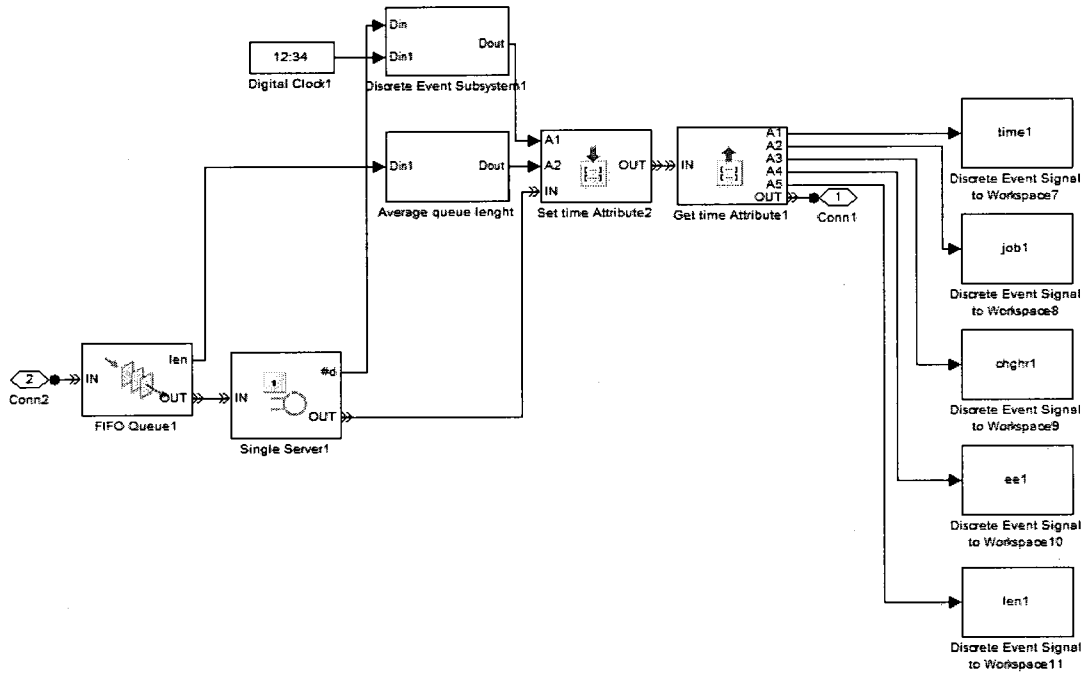 Din
Din1
Dout
Discrete Event Subsystem1
12:34
Digital Clock1
Din1
Dout
Average queue lenght
A1
A2
IN
OUT
Set time Attribute2
IN
A1
A2
A3
A4
A5
OUT
Get time Attribute1
1
Conn1
time1
Discrete Event Signal
to Workspace7
job1
Discrete Event Signal
to Workspace8
chghr1
Discrete Event Signal
to Workspace9
ee1
Discrete Event Signal
to Workspace10
len1
Discrete Event Signal
to Workspace11
2
Conn2
IN
len
OUT
FIFO Queue1
IN
#d
OUT
Single Server1